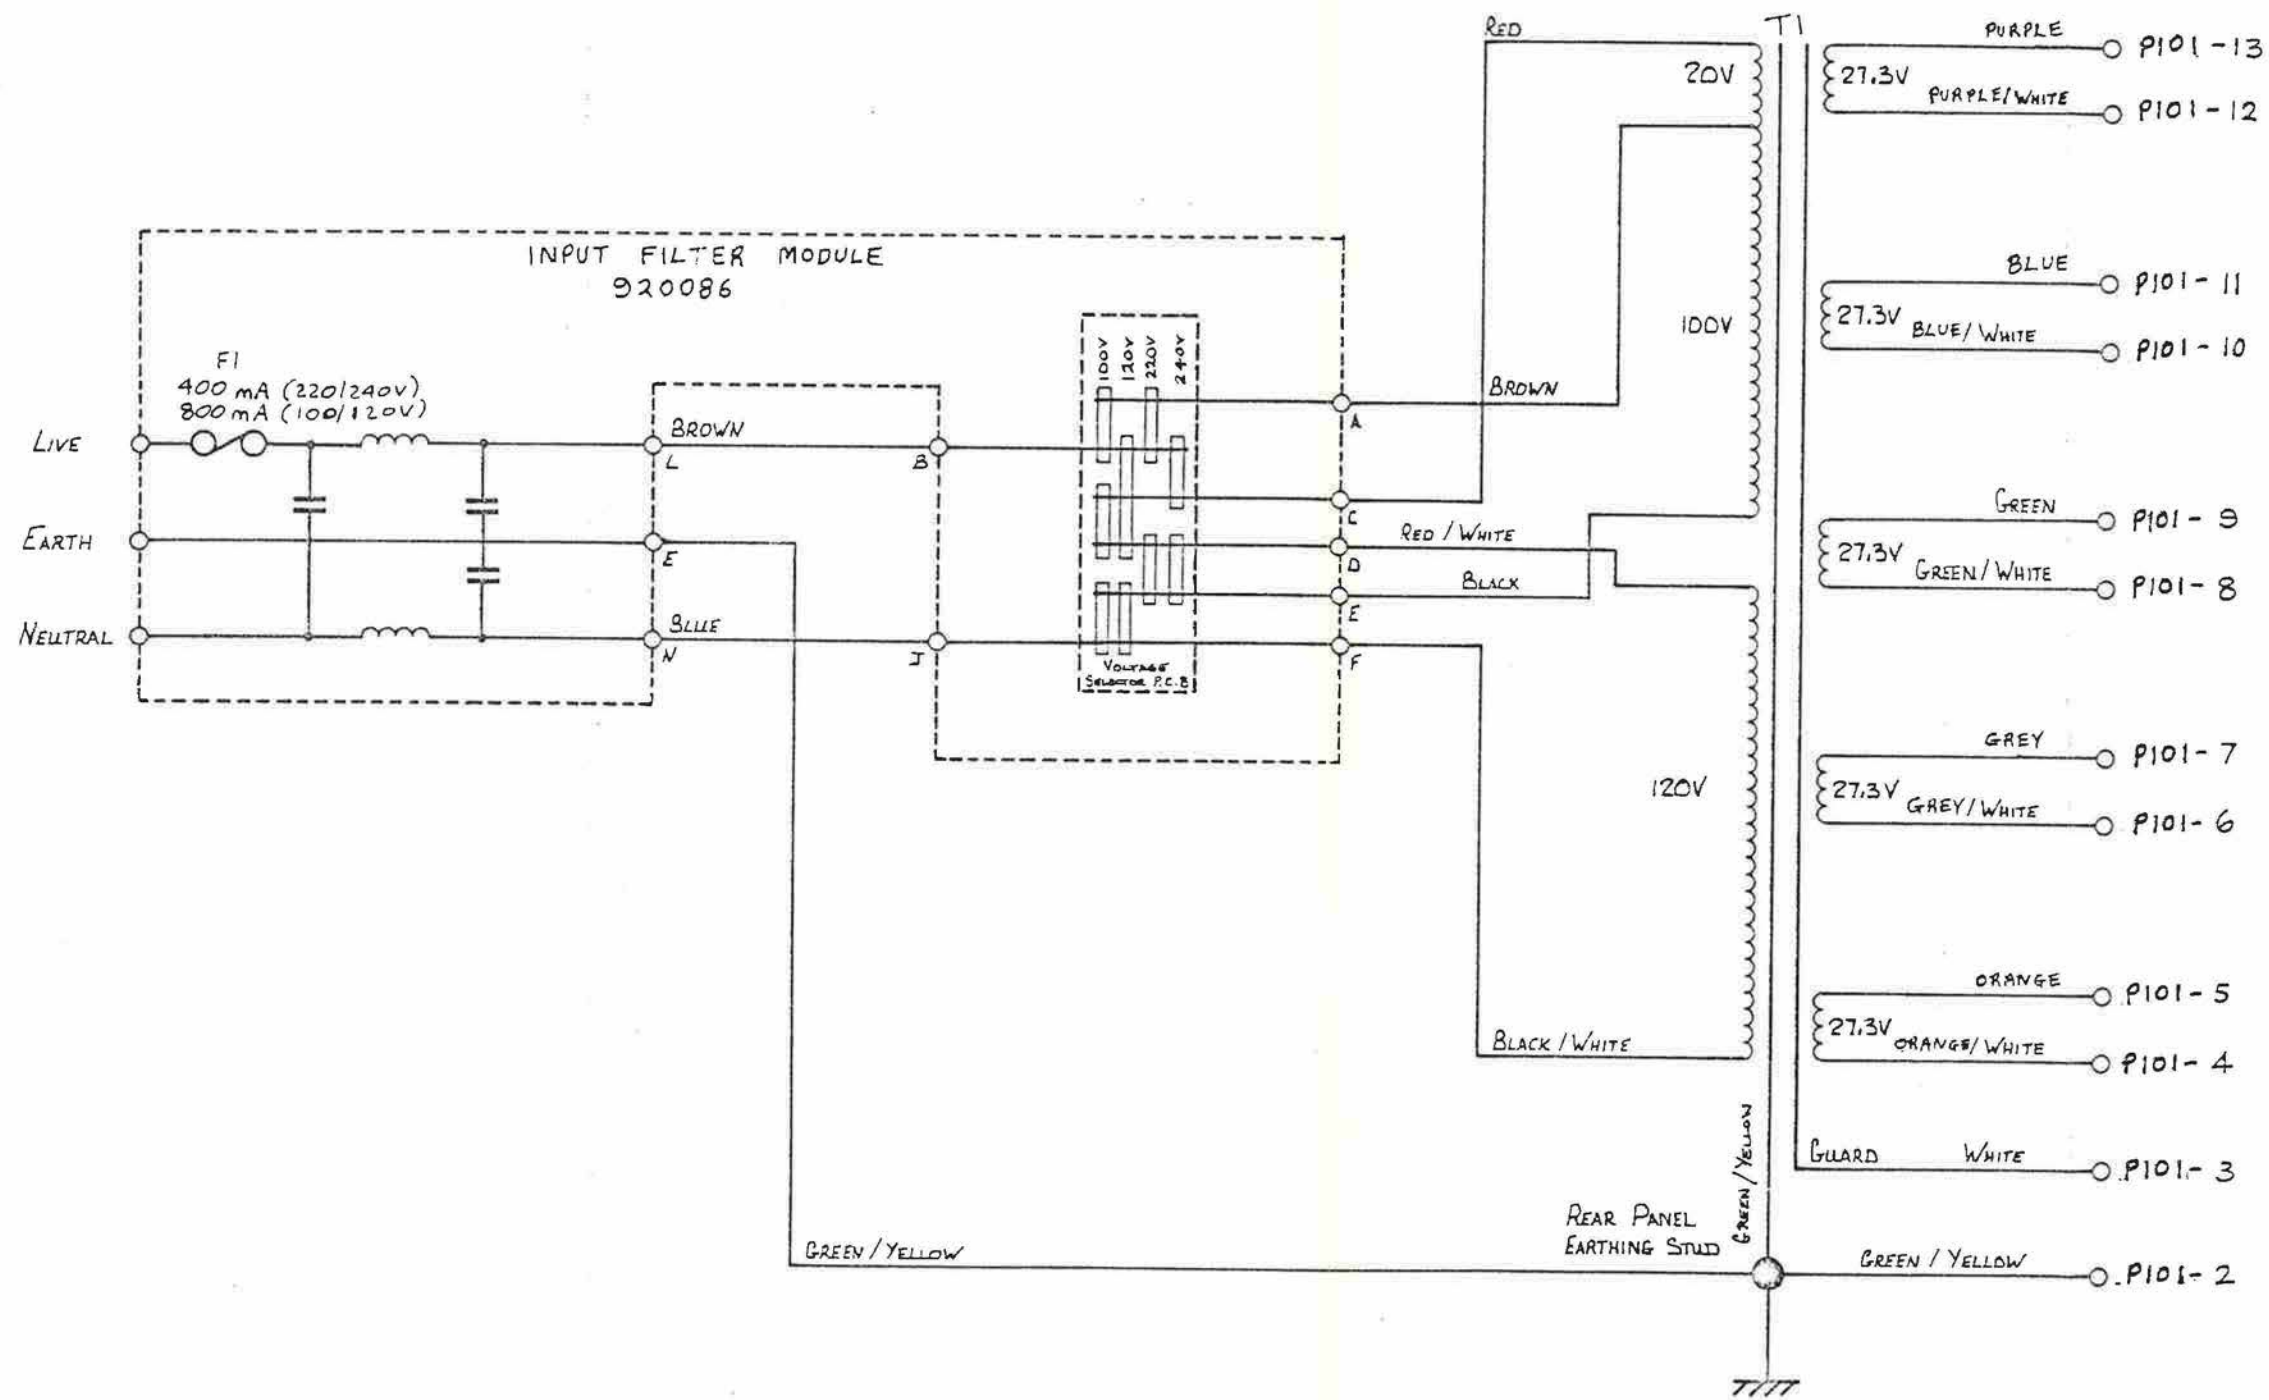 RED
T1
PURPLE
P101-13
20V
27.3V
PURPLE/WHITE
P101-12
INPUT FILTER MODULE
920086
BLUE
P101-11
100V
27.3V
BLUE/WHITE
P101-10
100V
120V
220V
240V
F1
400 mA (220/240V)
800 mA (100/120V)
BROWN
A
LIVE
BROWN
L
B
C
GREEN
P101-9
EARTH
E
RED/WHITE
D
27.3V
GREEN/WHITE
P101-8
BLACK
E
NEUTRAL
BLUE
N
J
F
VOLTAGE
SELECTOR P.C.B
GREY
P101-7
120V
27.3V
GREY/WHITE
P101-6
ORANGE
P101-5
27.3V
BLACK/WHITE
ORANGE/WHITE
P101-4
GREEN/YELLOW
GUARD
WHITE
P101-3
REAR PANEL
EARTHING STUD
GREEN/YELLOW
GREEN/YELLOW
P101-2